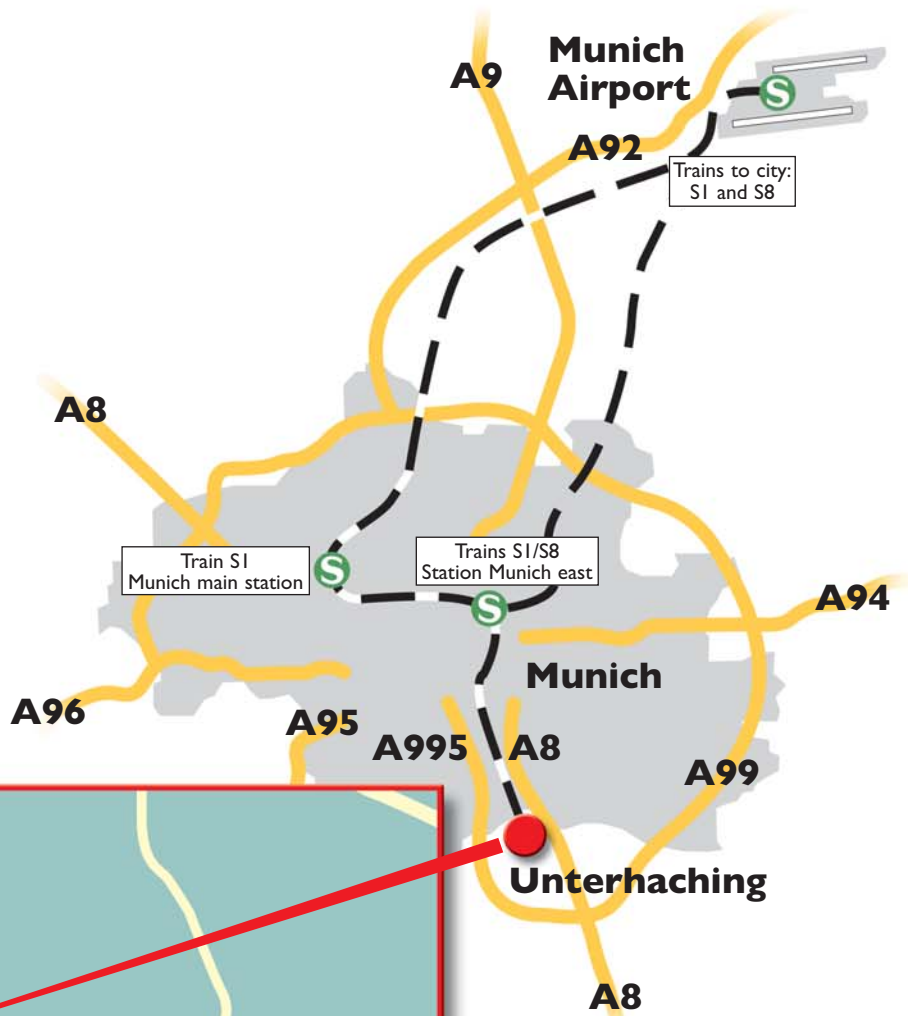 Munich
Airport
A9
S
A92
Trains to city:
S1 and S8
A8
Train S1
Munich main station
S
Trains S1/S8
Station Munich east
S
A94
Munich
A96
A95
A995
A8
A99
Unterhaching
A8